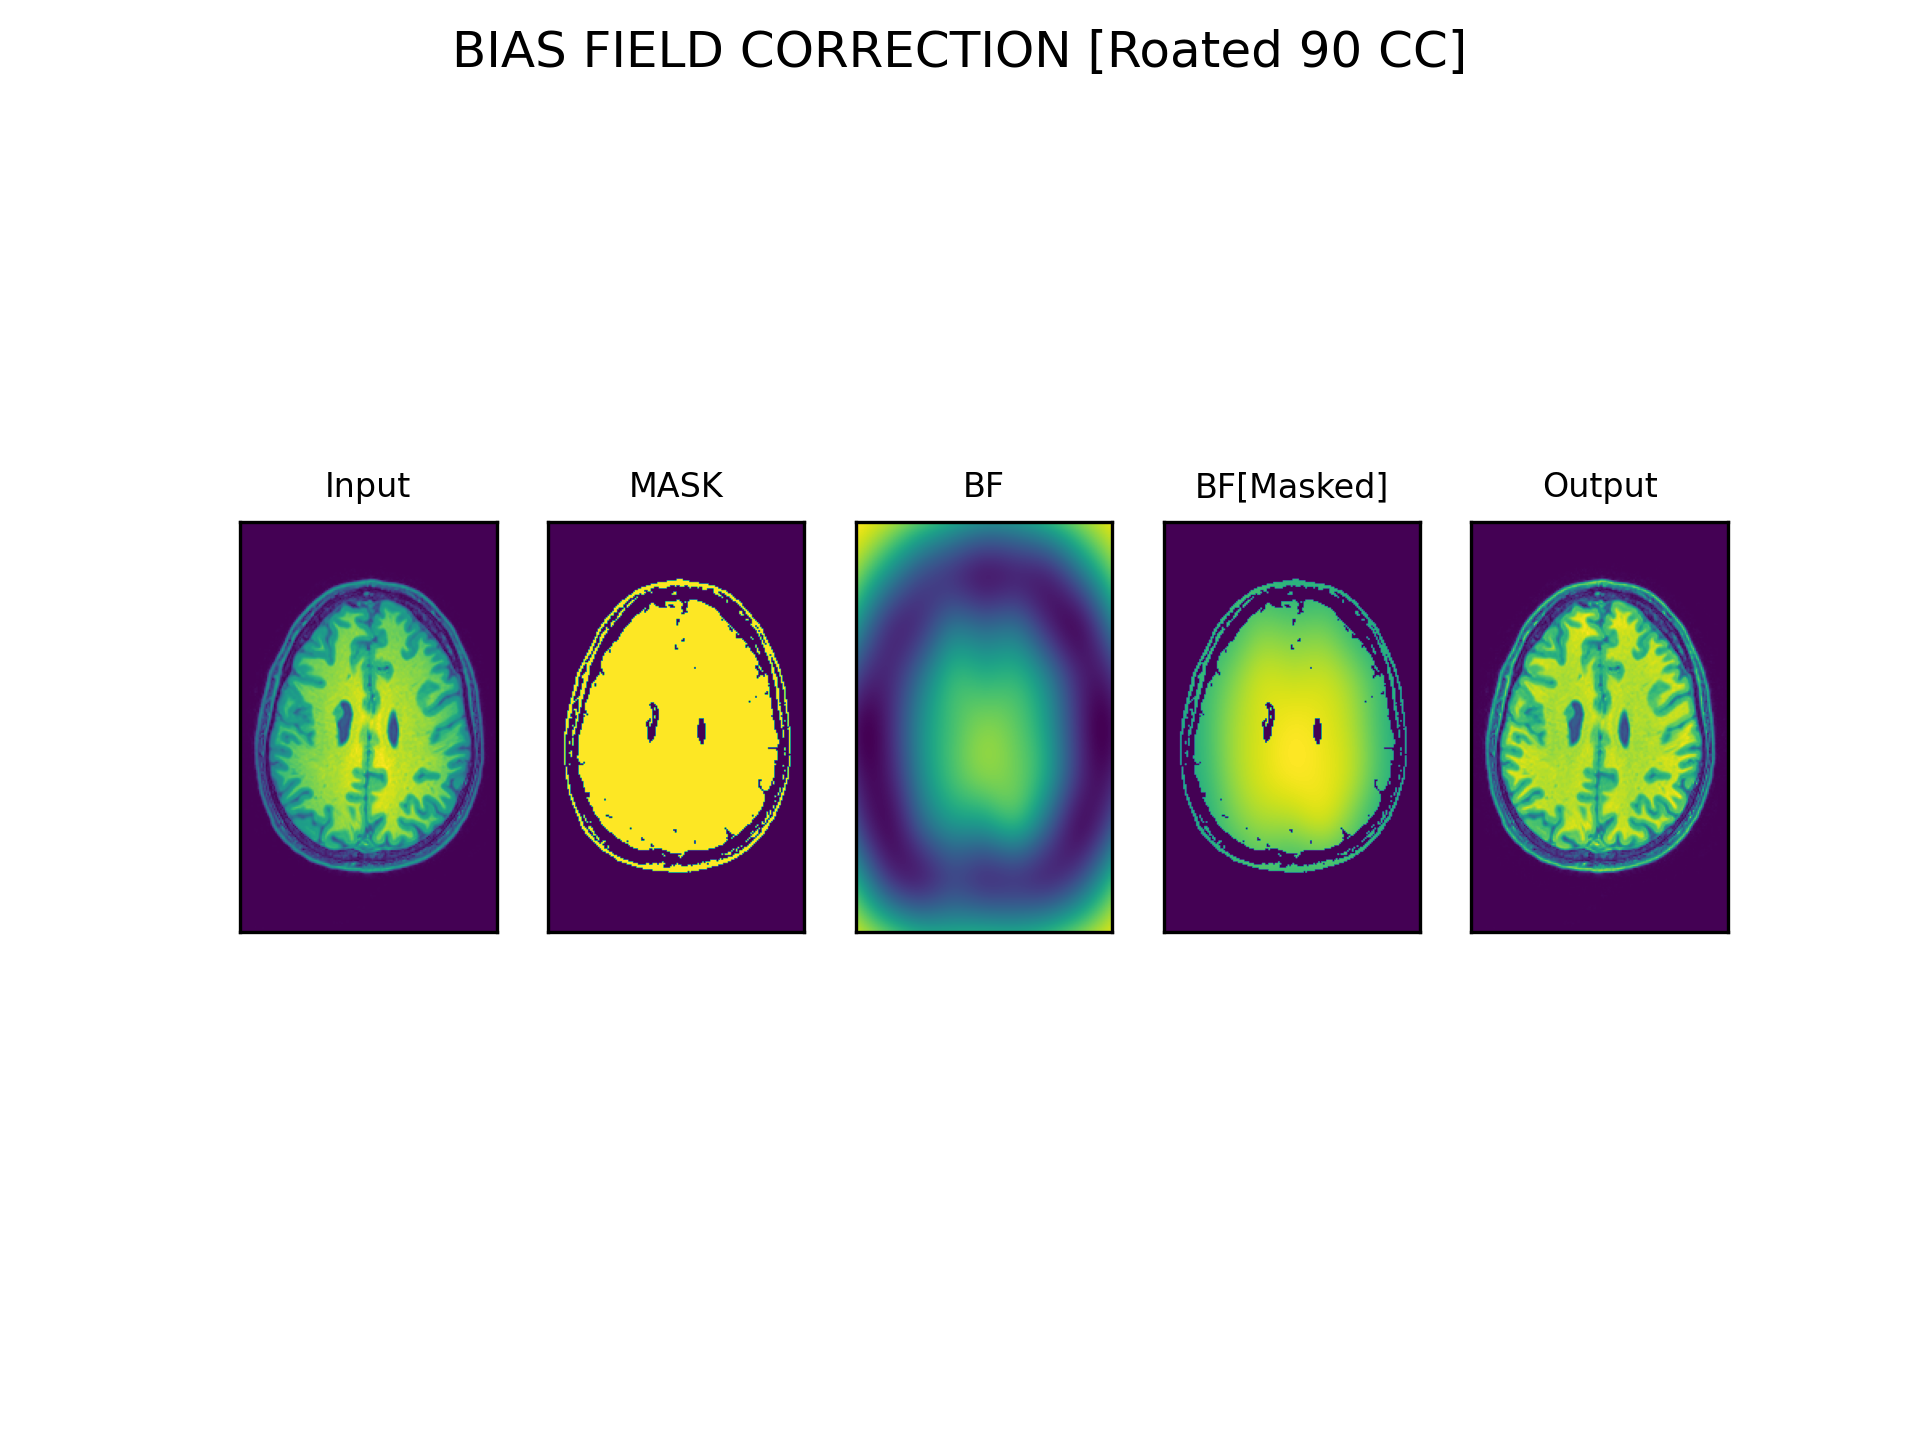 BIAS FIELD CORRECTION [Roated 90 CC]
Input
MASK
BF
BF[Masked]
Output